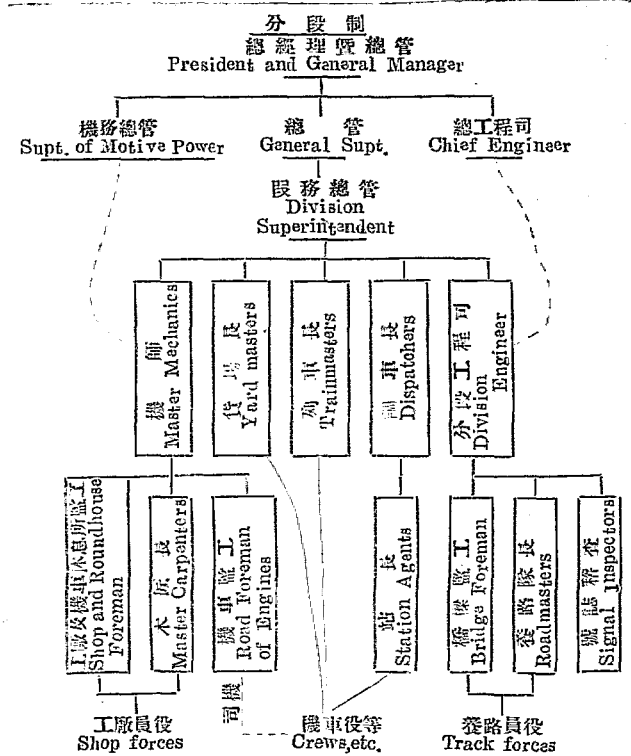 分段制
總經理暨總管
President and General Manager
機務總管
Supt. of Motive Power
總管
General Supt.
總工程司
Chief Engineer
段務總管
Division
Superintendent
機師
Master Mechanics
貨場長
Yard masters
列車長
Trainmasters
調車長
Dispatchers
分段工程司
Division
Engineer
工廠及機車休息所監工
Shop and Roundhouse
Foreman
木匠長
Master Carpenters
機車監工
Road Foreman
of Engines
站長
Station Agents
橋樑監工
Bridge Foreman
養路隊長
Roadmasters
號誌稽查
Signal Inspectors
工廠員役
Shop forces
司機
機車役等
Crews, etc.
養路員役
Track forces